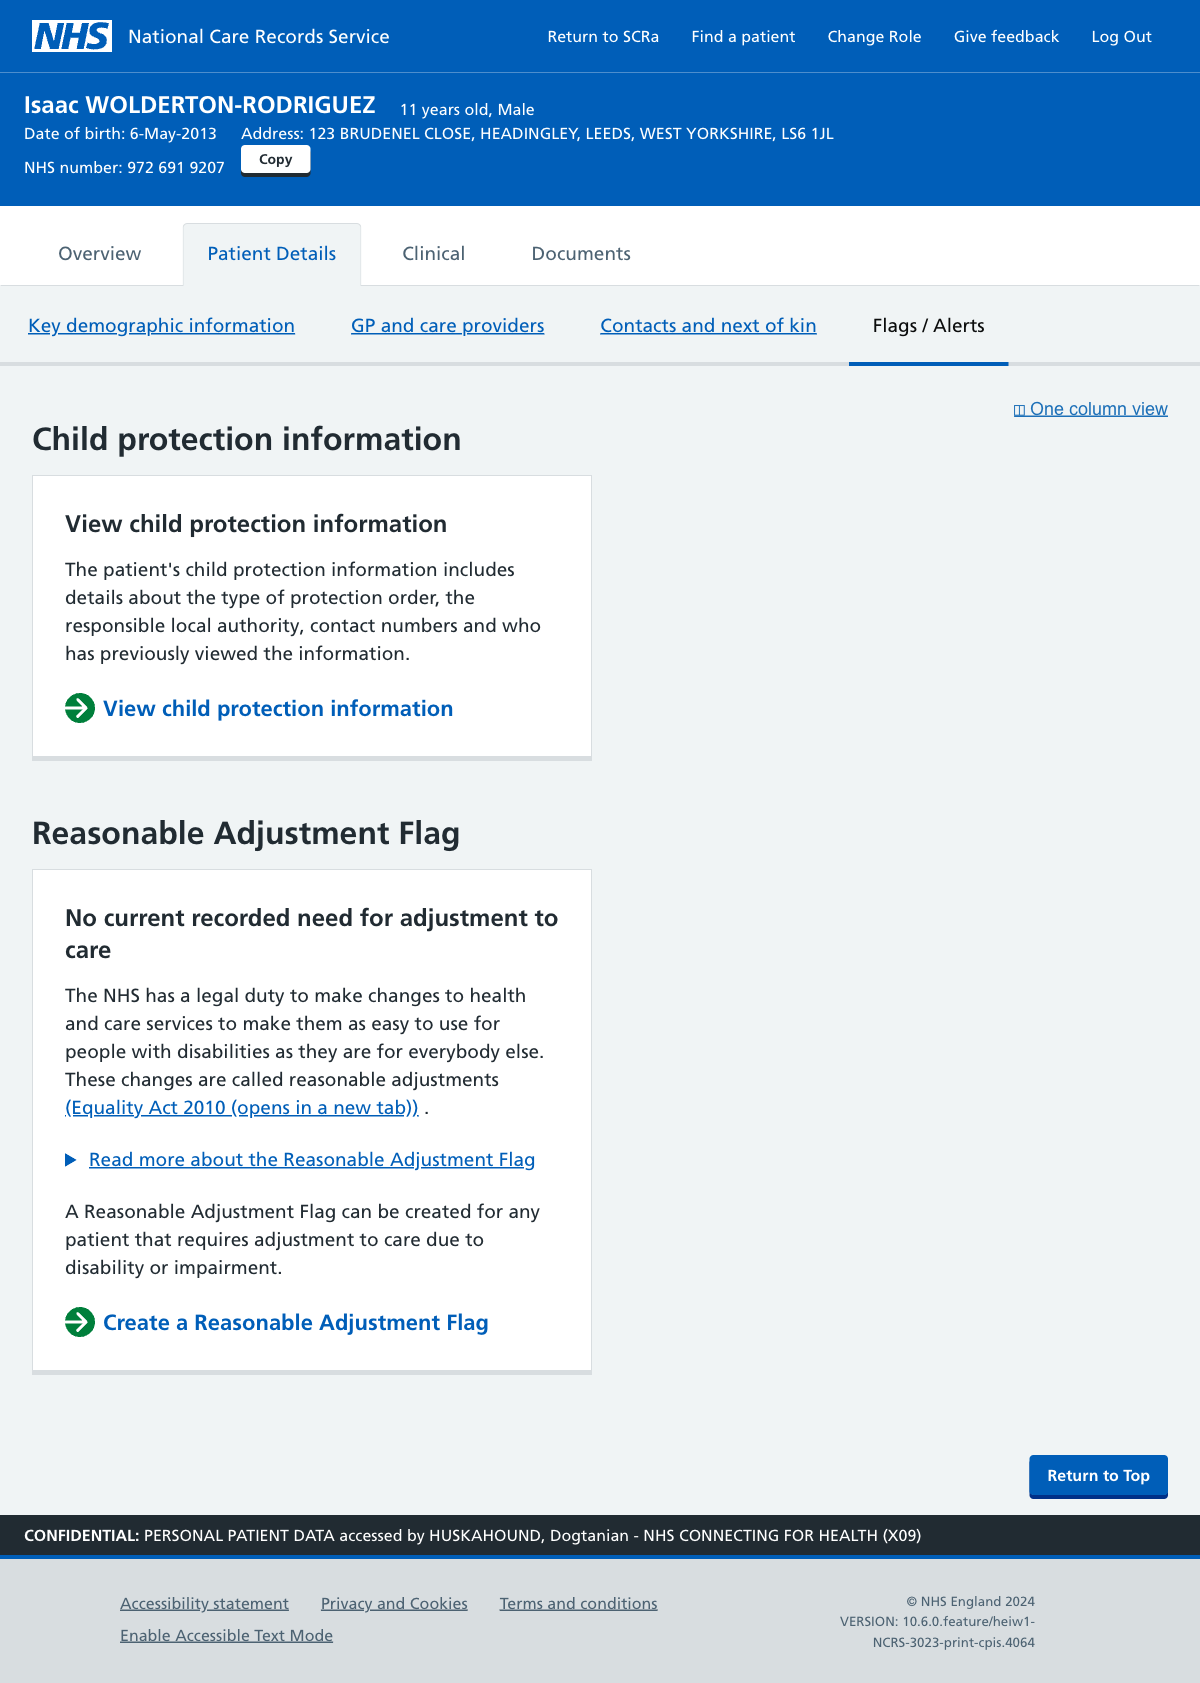 NHS National Care Records Service
Return to SCRa Find a patient Change Role Give feedback Log Out
Isaac WOLDERTON-RODRIGUEZ 11 years old, Male
Date of birth: 6-May-2013 Address: 123 BRUDENEL CLOSE, HEADINGLEY, LEEDS, WEST YORKSHIRE, LS6 1JL
NHS number: 972 691 9207 Copy
Overview Patient Details Clinical Documents
Key demographic information GP and care providers Contacts and next of kin Flags / Alerts
One column view
Child protection information
View child protection information
The patient's child protection information includes
details about the type of protection order, the
responsible local authority, contact numbers and who
has previously viewed the information.
View child protection information
Reasonable Adjustment Flag
No current recorded need for adjustment to
care
The NHS has a legal duty to make changes to health
and care services to make them as easy to use for
people with disabilities as they are for everybody else.
These changes are called reasonable adjustments
(Equality Act 2010 (opens in a new tab)) .
Read more about the Reasonable Adjustment Flag
A Reasonable Adjustment Flag can be created for any
patient that requires adjustment to care due to
disability or impairment.
Create a Reasonable Adjustment Flag
Return to Top
CONFIDENTIAL: PERSONAL PATIENT DATA accessed by HUSKAHOUND, Dogtanian - NHS CONNECTING FOR HEALTH (X09)
Accessibility statement Privacy and Cookies Terms and conditions
Enable Accessible Text Mode
© NHS England 2024
VERSION: 10.6.0.feature/heiw1-
NCRS-3023-print-cpis.4064